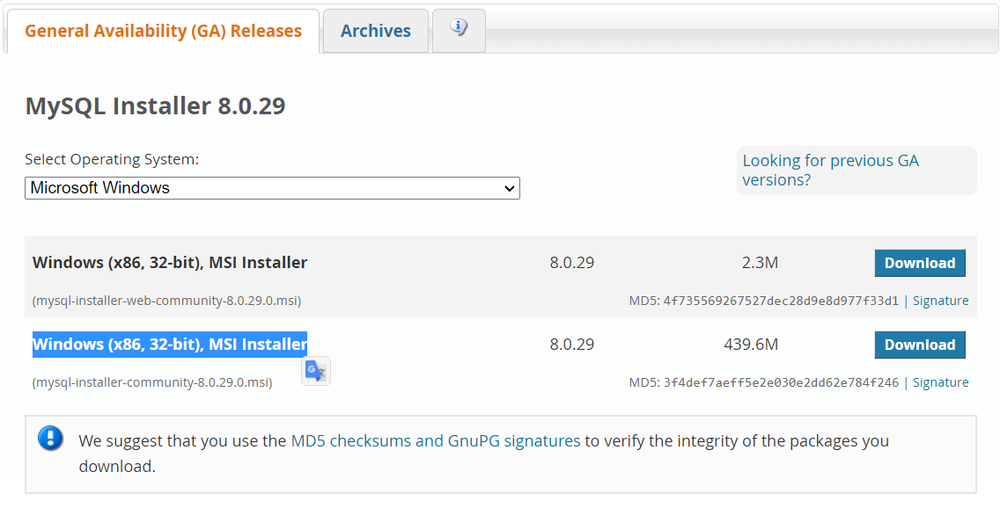 General Availability (GA) Releases
Archives
MySQL Installer 8.0.29
Select Operating System:
Microsoft Windows
Looking for previous GA
versions?
Windows (x86, 32-bit), MSI Installer 8.0.29 2.3M Download
(mysql-installer-web-community-8.0.29.0.msi) MD5: 4f735569267527dec28d9e8d977f33d1 | Signature
Windows (x86, 32-bit), MSI Installer 8.0.29 439.6M Download
(mysql-installer-community-8.0.29.0.msi) MD5: 3f4def7aeff5e2e030e2dd62e784f246 | Signature
We suggest that you use the MD5 checksums and GnuPG signatures to verify the integrity of the packages you
download.